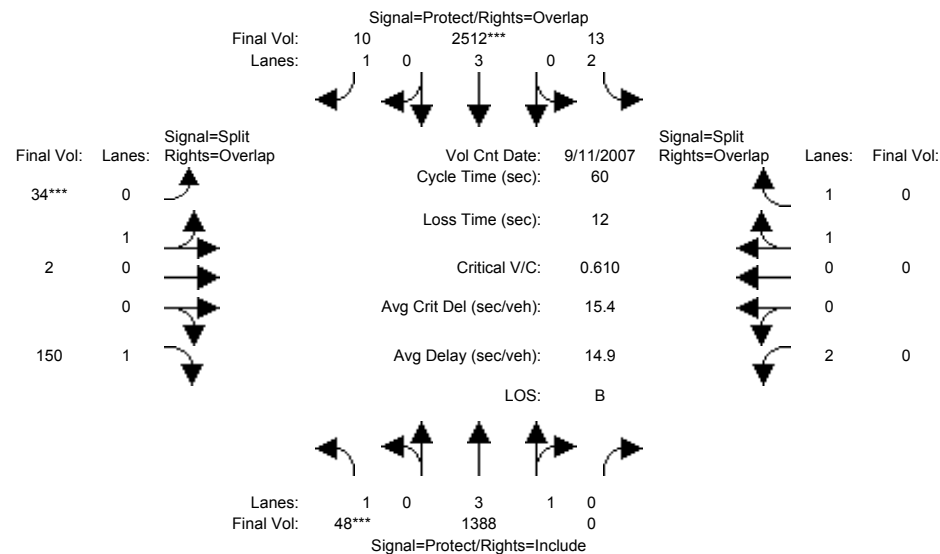 Signal=Protect/Rights=Overlap
Final Vol: 10 2512*** 13
Lanes: 1 0 3 0 2
Signal=Split
Final Vol: Lanes: Rights=Overlap
Vol Cnt Date: 9/11/2007
Signal=Split
Rights=Overlap Lanes: Final Vol:
Cycle Time (sec): 60
34*** 0
1 0
Loss Time (sec): 12
1
1
2 0
Critical V/C: 0.610
0 0
0
Avg Crit Del (sec/veh): 15.4
0
150 1
Avg Delay (sec/veh): 14.9
2 0
LOS: B
Lanes: 1 0 3 1 0
Final Vol: 48*** 1388 0
Signal=Protect/Rights=Include